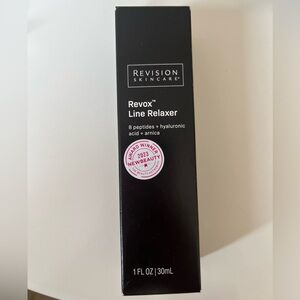 REVISION
SKINCARE®
Revox™
Line Relaxer
8 peptides + hyaluronic
acid + arnica
AWARD WINNER
2023
NEWBEAUTY
1 FL OZ | 30mL